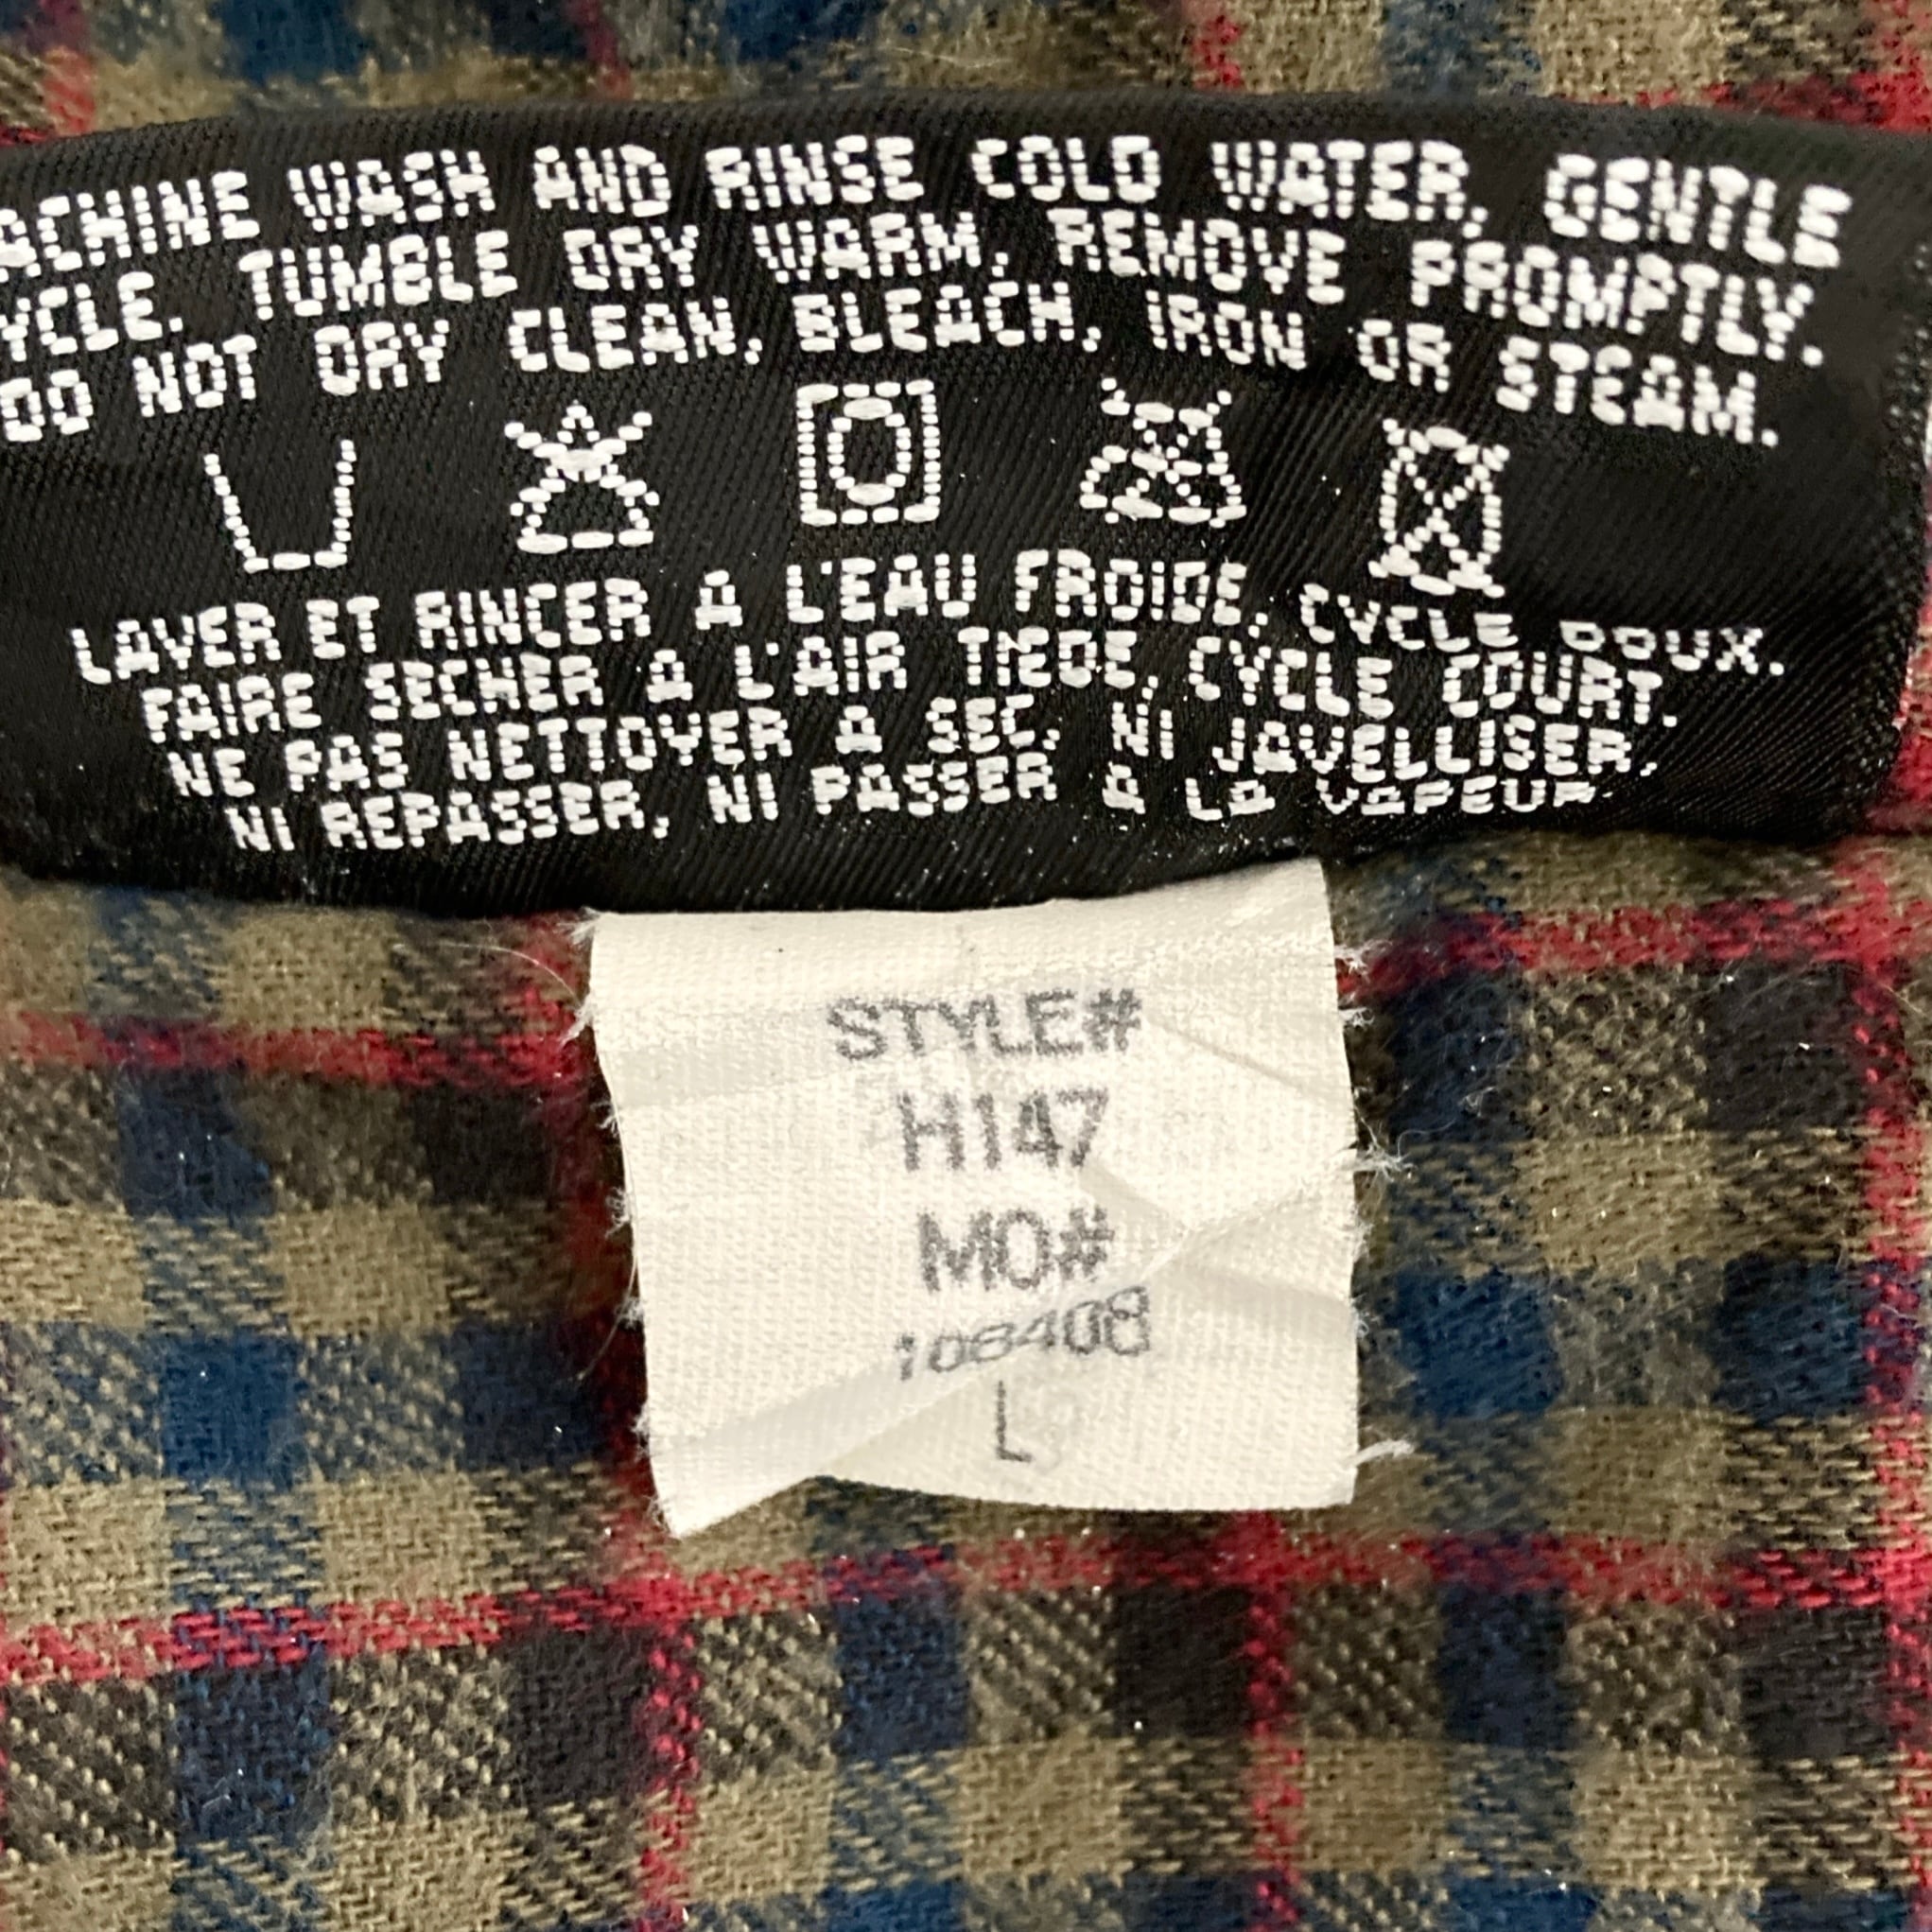 ACHINE WASH AND RINSE COLD WATER, GENTLE
YCLE. TUMBLE DRY WARM, REMOVE PROMPTLY.
DO NOT DRY CLEAN, BLEACH, IRON OR STEAM.
LAVER ET RINCER A L'EAU FROIDE, CYCLE DOUX.
FAIRE SECHER A L'AIR TIEDE, CYCLE COURT.
NE PAS NETTOYER A SEC, NI JAVELLISER,
NI REPASSER, NI PASSER A LA VAPEUR.
STYLE#
H147
MO#
108408
L